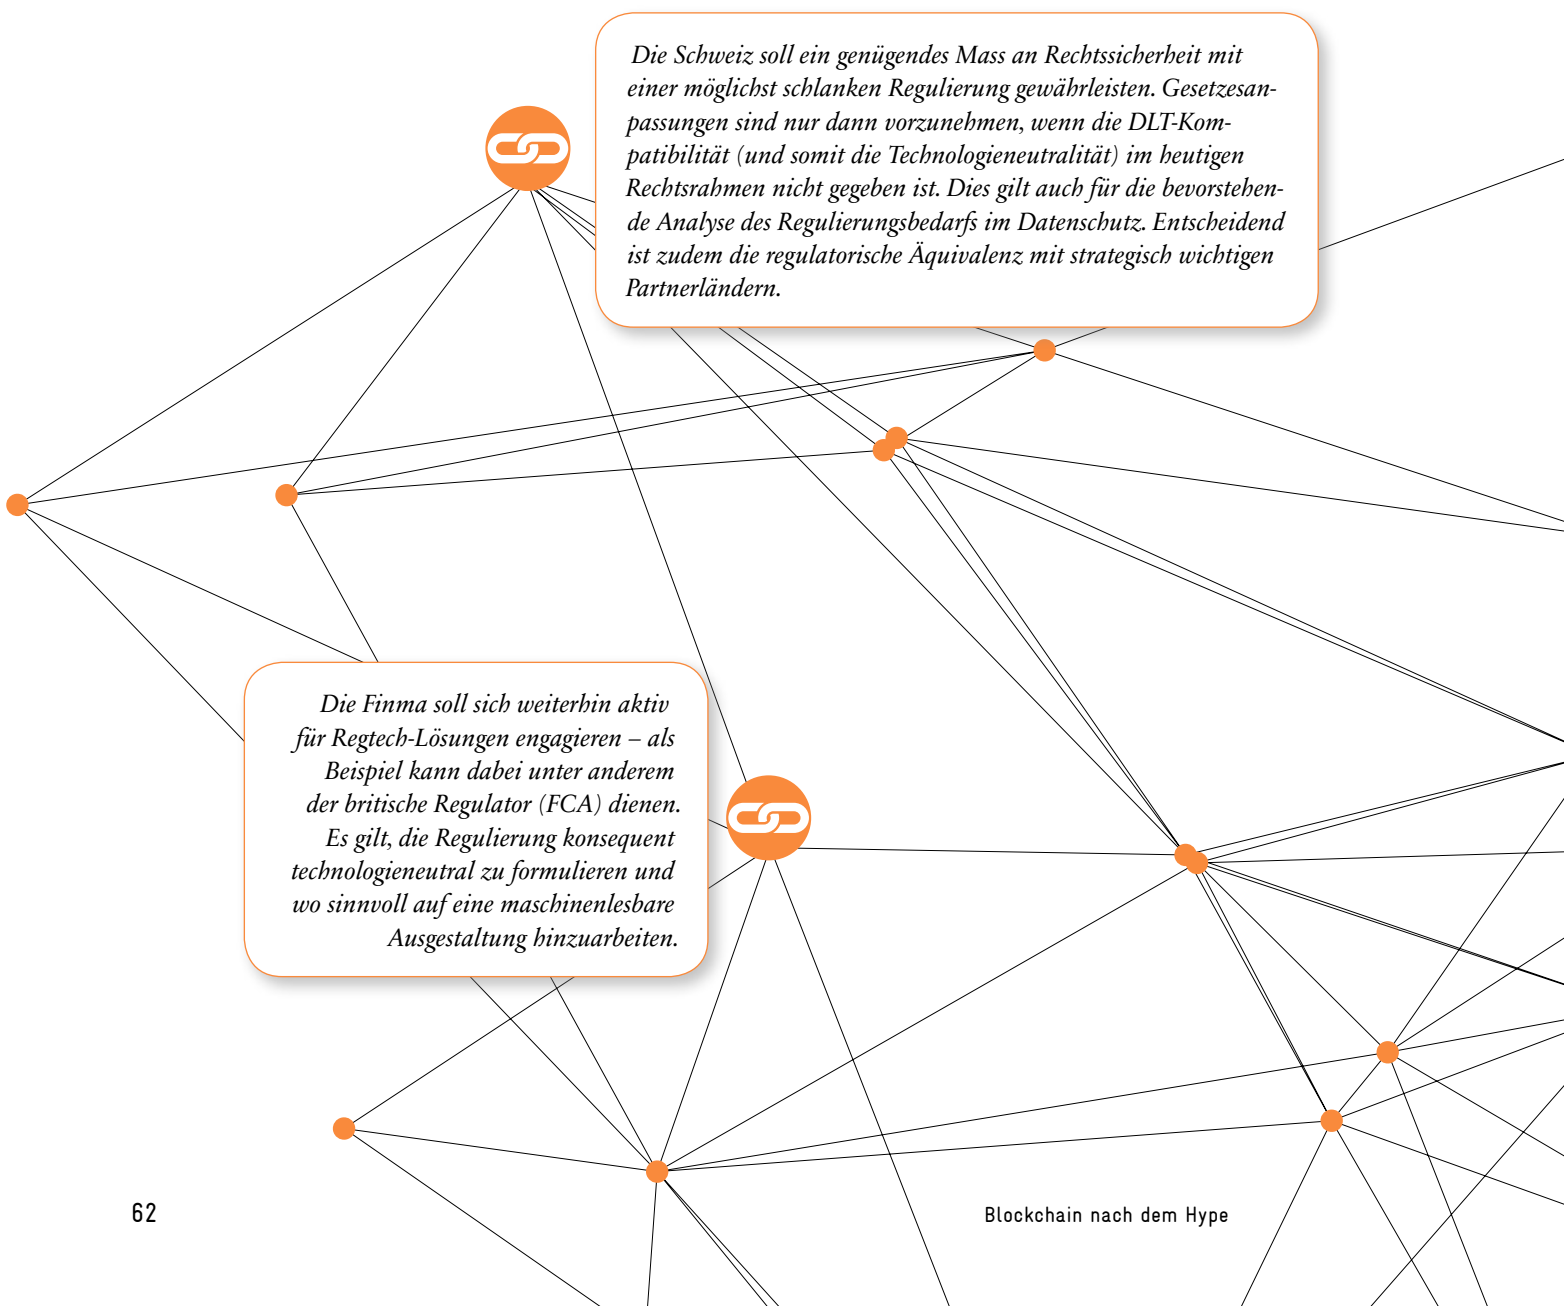 Die Schweiz soll ein genügendes Mass an Rechtssicherheit mit
einer möglichst schlanken Regulierung gewährleisten. Gesetzesan-
passungen sind nur dann vorzunehmen, wenn die DLT-Kom-
patibilität (und somit die Technologieneutralität) im heutigen
Rechtsrahmen nicht gegeben ist. Dies gilt auch für die bevorstehen-
de Analyse des Regulierungsbedarfs im Datenschutz. Entscheidend
ist zudem die regulatorische Äquivalenz mit strategisch wichtigen
Partnerländern.
Die Finma soll sich weiterhin aktiv
für Regtech-Lösungen engagieren – als
Beispiel kann dabei unter anderem
der britische Regulator (FCA) dienen.
Es gilt, die Regulierung konsequent
technologieneutral zu formulieren und
wo sinnvoll auf eine maschinenlesbare
Ausgestaltung hinzuarbeiten.
62
Blockchain nach dem Hype